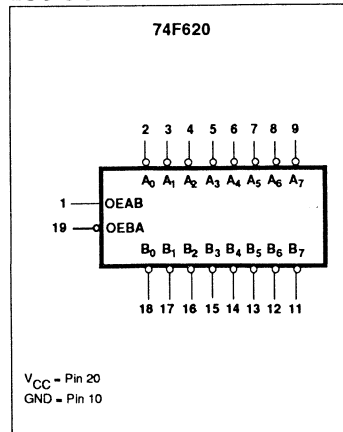 74F620
2 3 4 5 6 7 8 9
A0 A1 A2 A3 A4 A5 A6 A7
1 OEAB
19 OEBA
B0 B1 B2 B3 B4 B5 B6 B7
18 17 16 15 14 13 12 11
VCC = Pin 20
GND = Pin 10